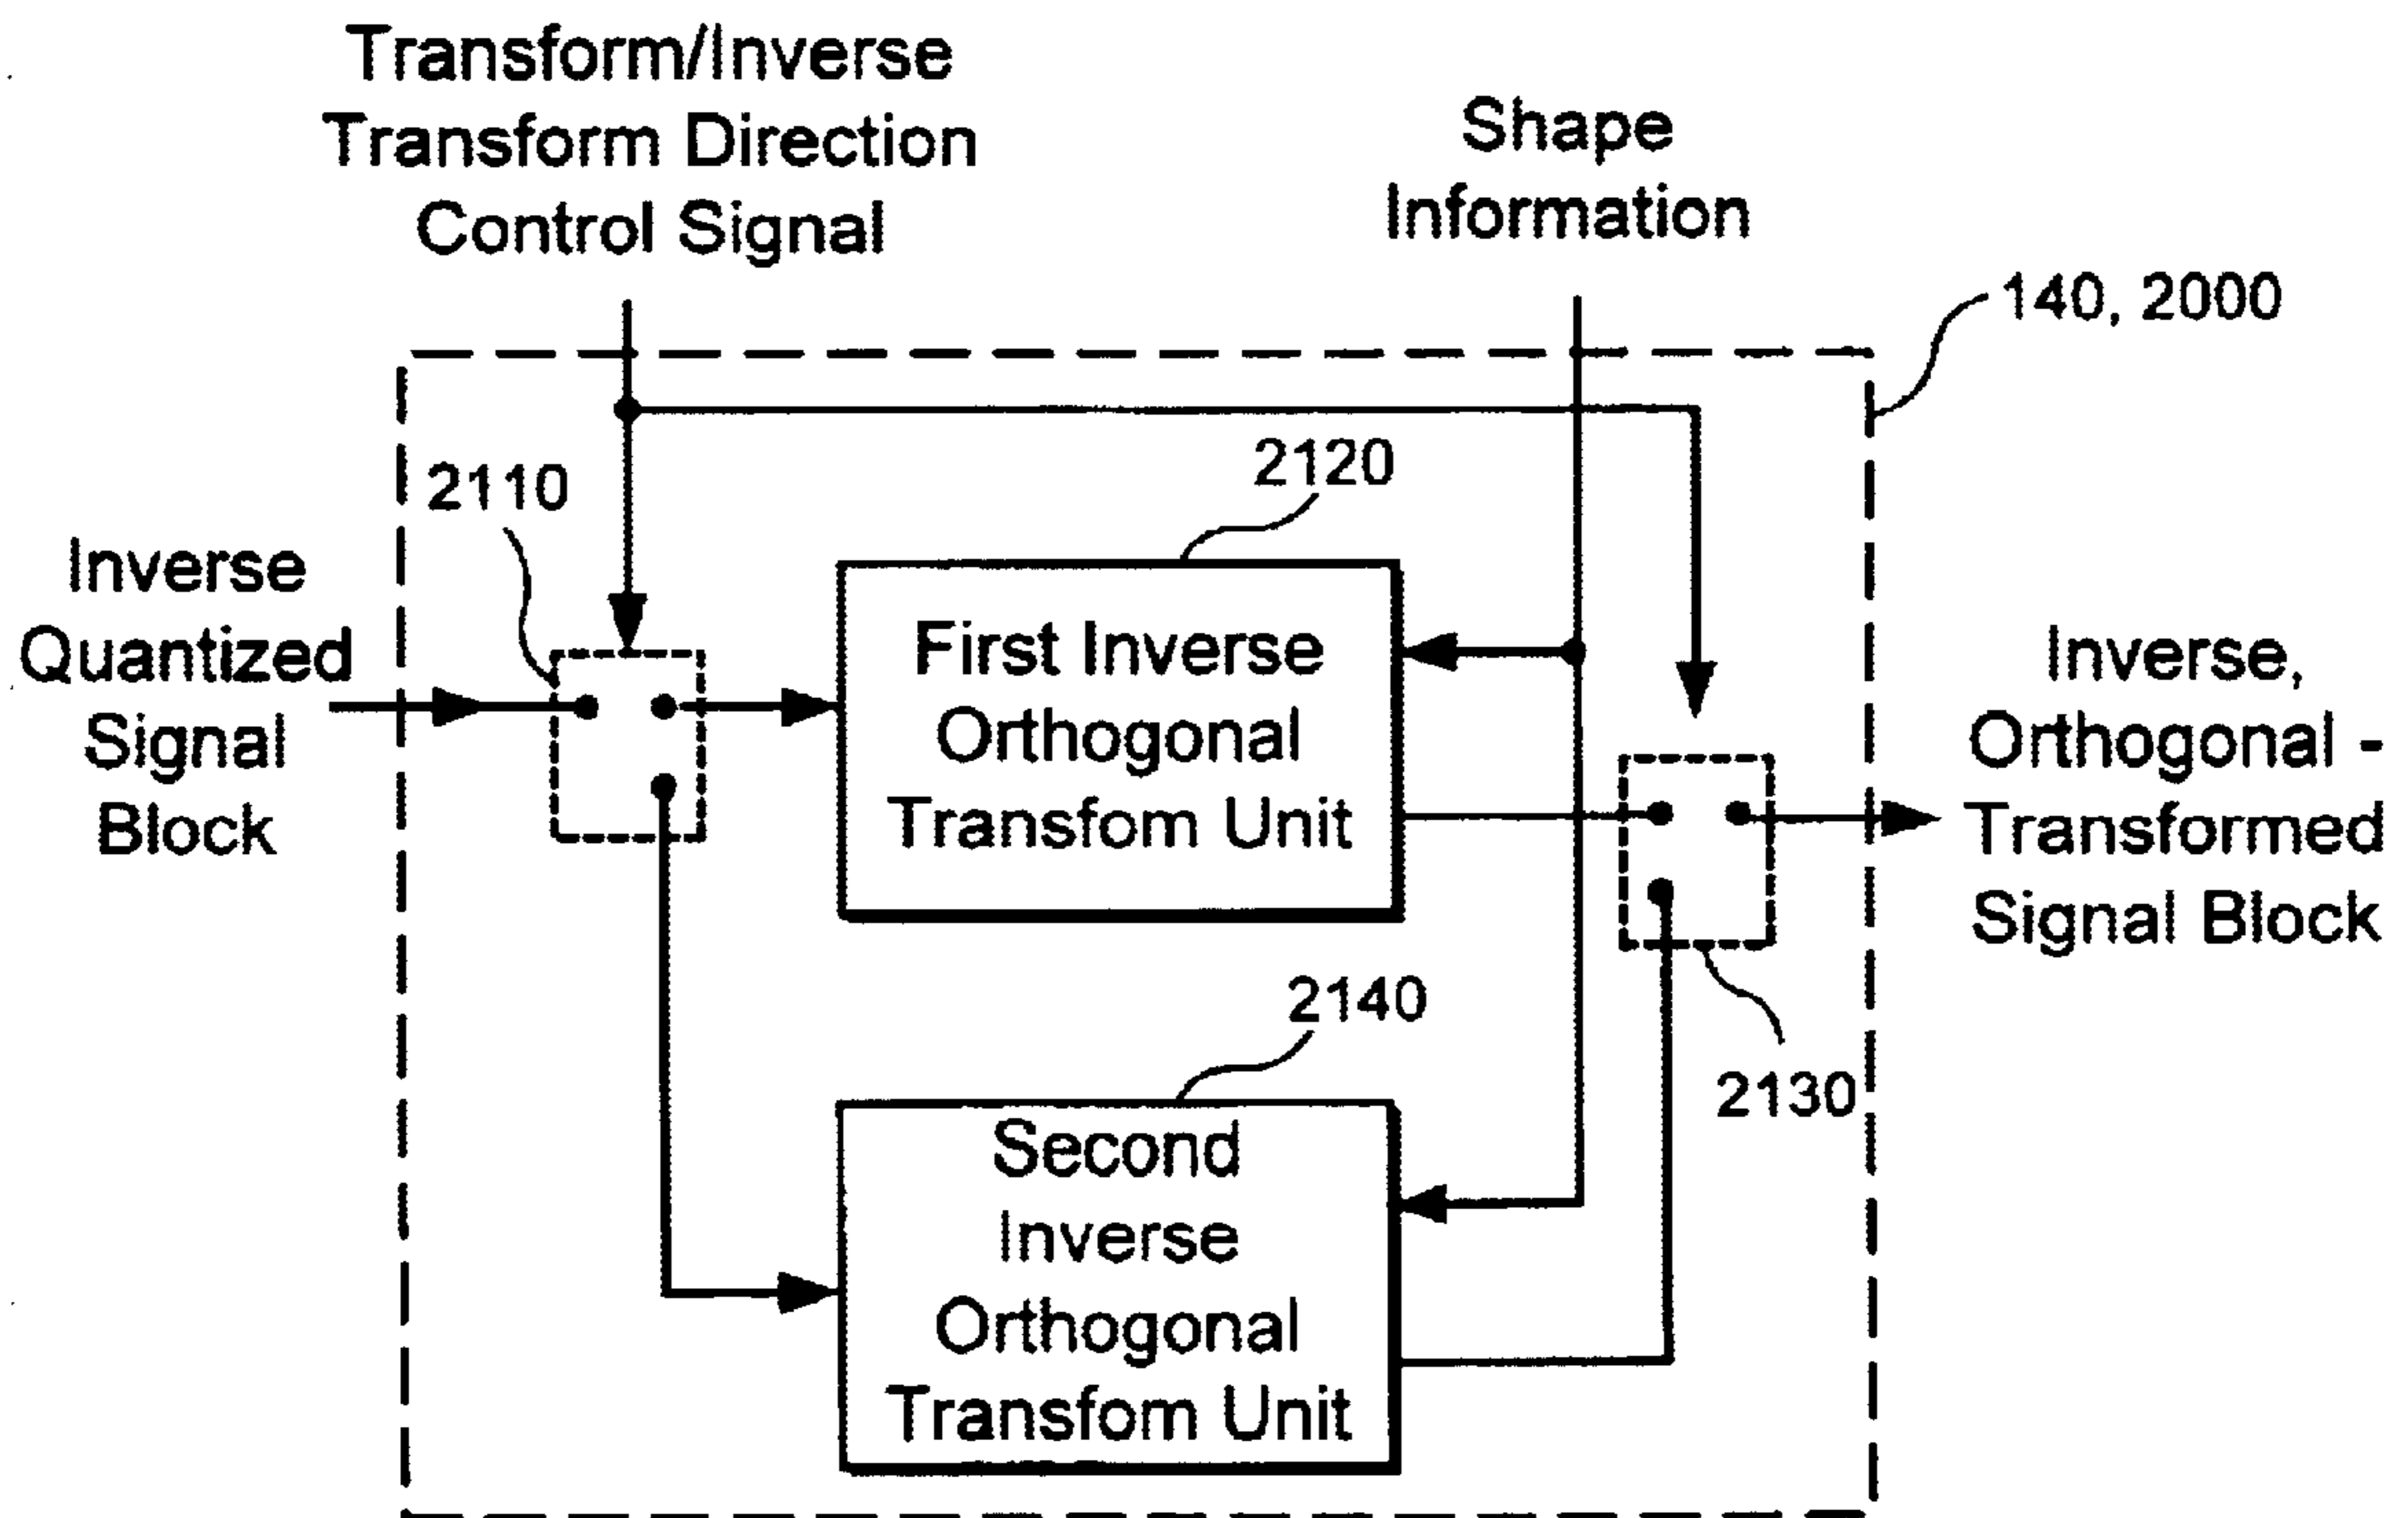 Transform/Inverse
Transform Direction
Control Signal
Shape
Information
140, 2000
2110
2120
Inverse
Quantized
Signal
Block
First Inverse
Orthogonal
Transfom Unit
Inverse,
Orthogonal -
Transformed
Signal Block
2140
2130
Second
Inverse
Orthogonal
Transfom Unit